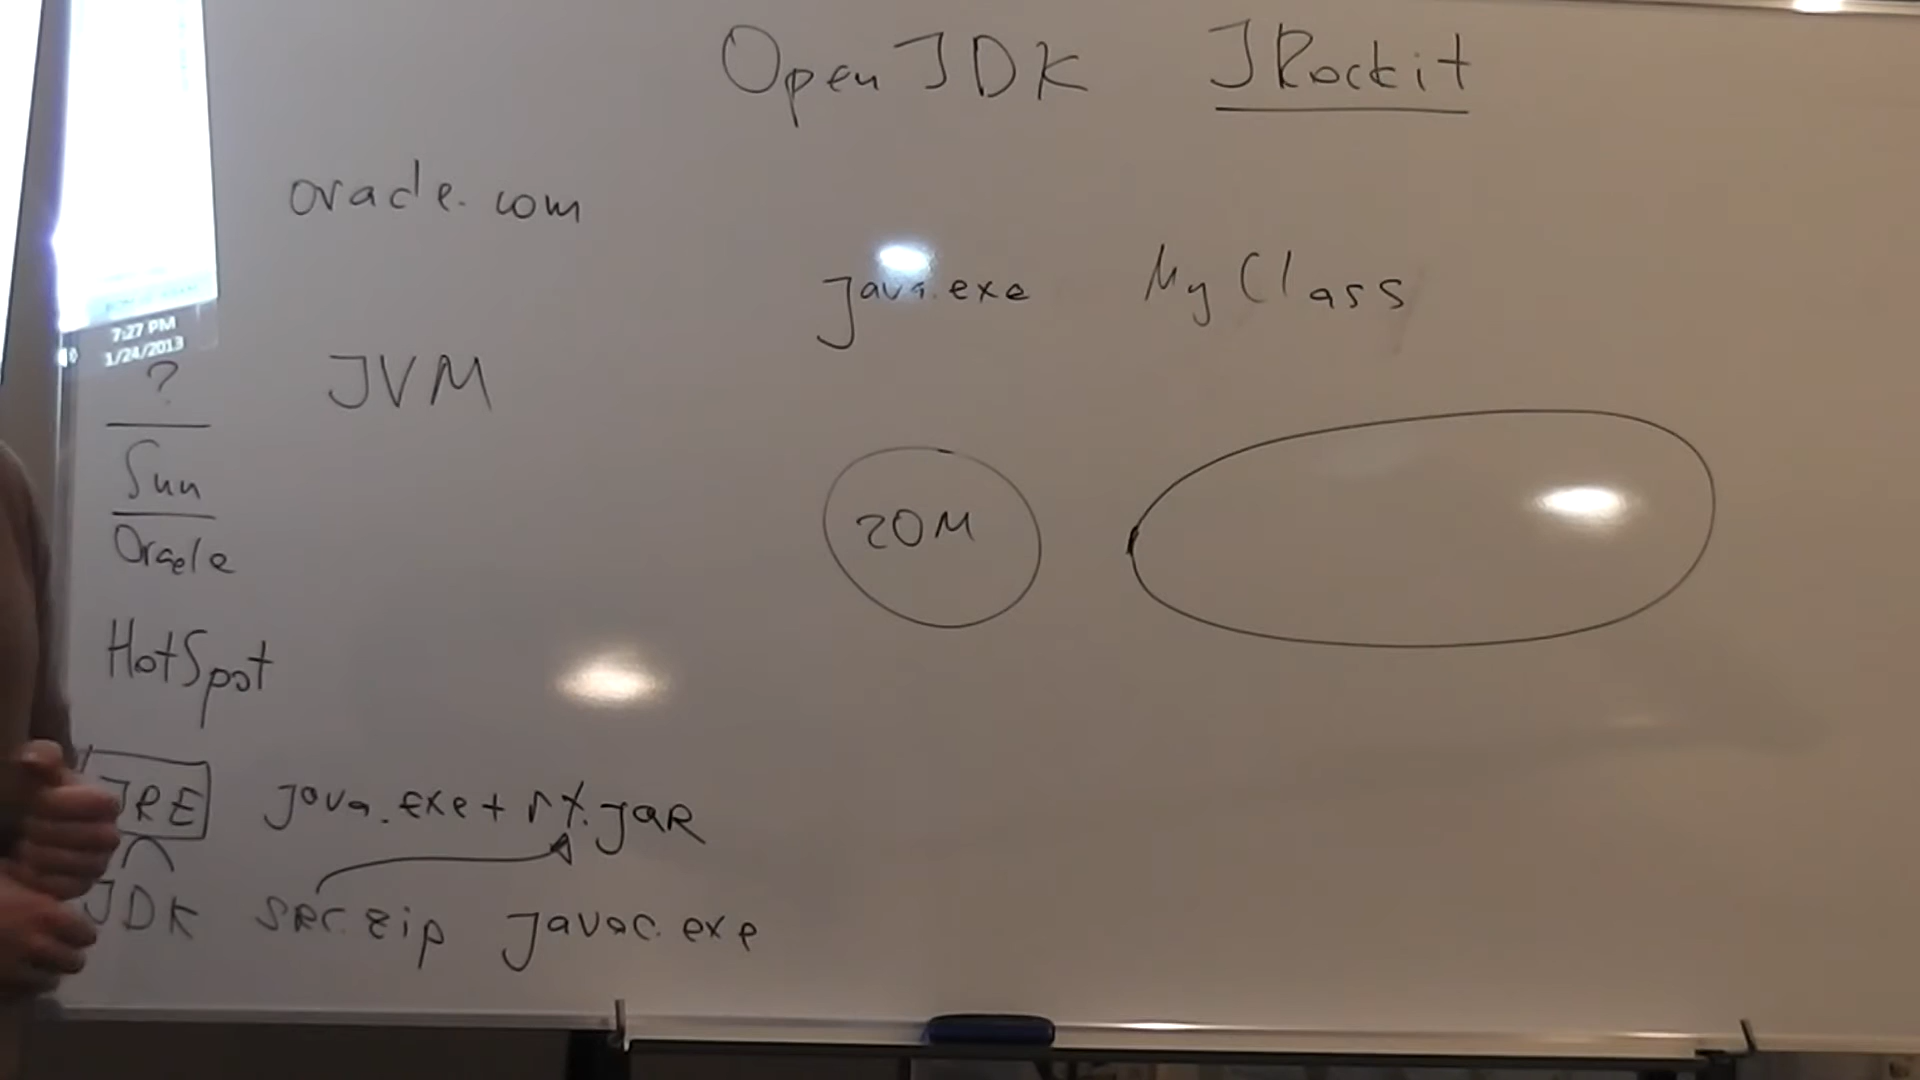 OpenJDK JRockit
oracle.com
java.exe MyClass
7:27 PM
1/24/2013
?
JVM
Sun
Oracle
20M
HotSpot
JRE java.exe + rt.jar
JDK src.zip javac.exe